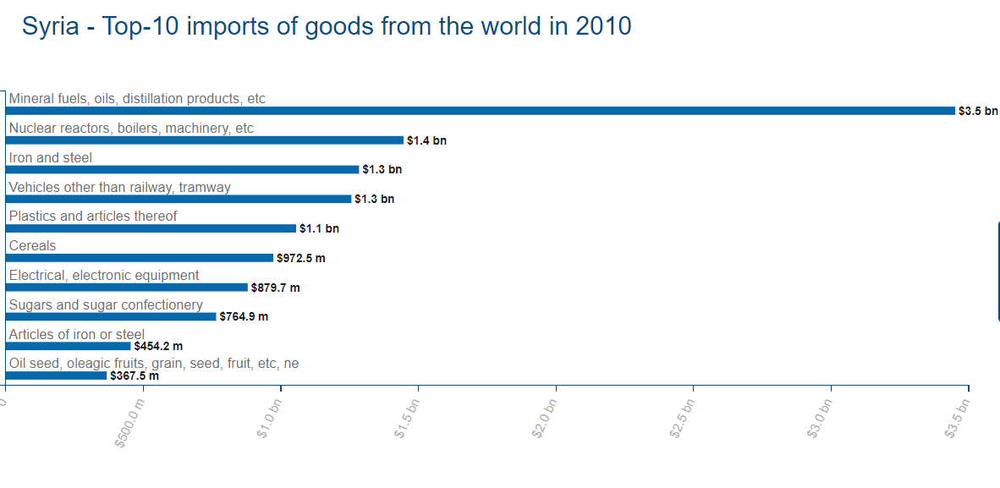 Syria - Top-10 imports of goods from the world in 2010
Mineral fuels, oils, distillation products, etc
$3.5 bn
Nuclear reactors, boilers, machinery, etc
$1.4 bn
Iron and steel
$1.3 bn
Vehicles other than railway, tramway
$1.3 bn
Plastics and articles thereof
$1.1 bn
Cereals
$972.5 m
Electrical, electronic equipment
$879.7 m
Sugars and sugar confectionery
$764.9 m
Articles of iron or steel
$454.2 m
Oil seed, oleagic fruits, grain, seed, fruit, etc, ne
$367.5 m
0
$500.0 m
$1.0 bn
$1.5 bn
$2.0 bn
$2.5 bn
$3.0 bn
$3.5 bn